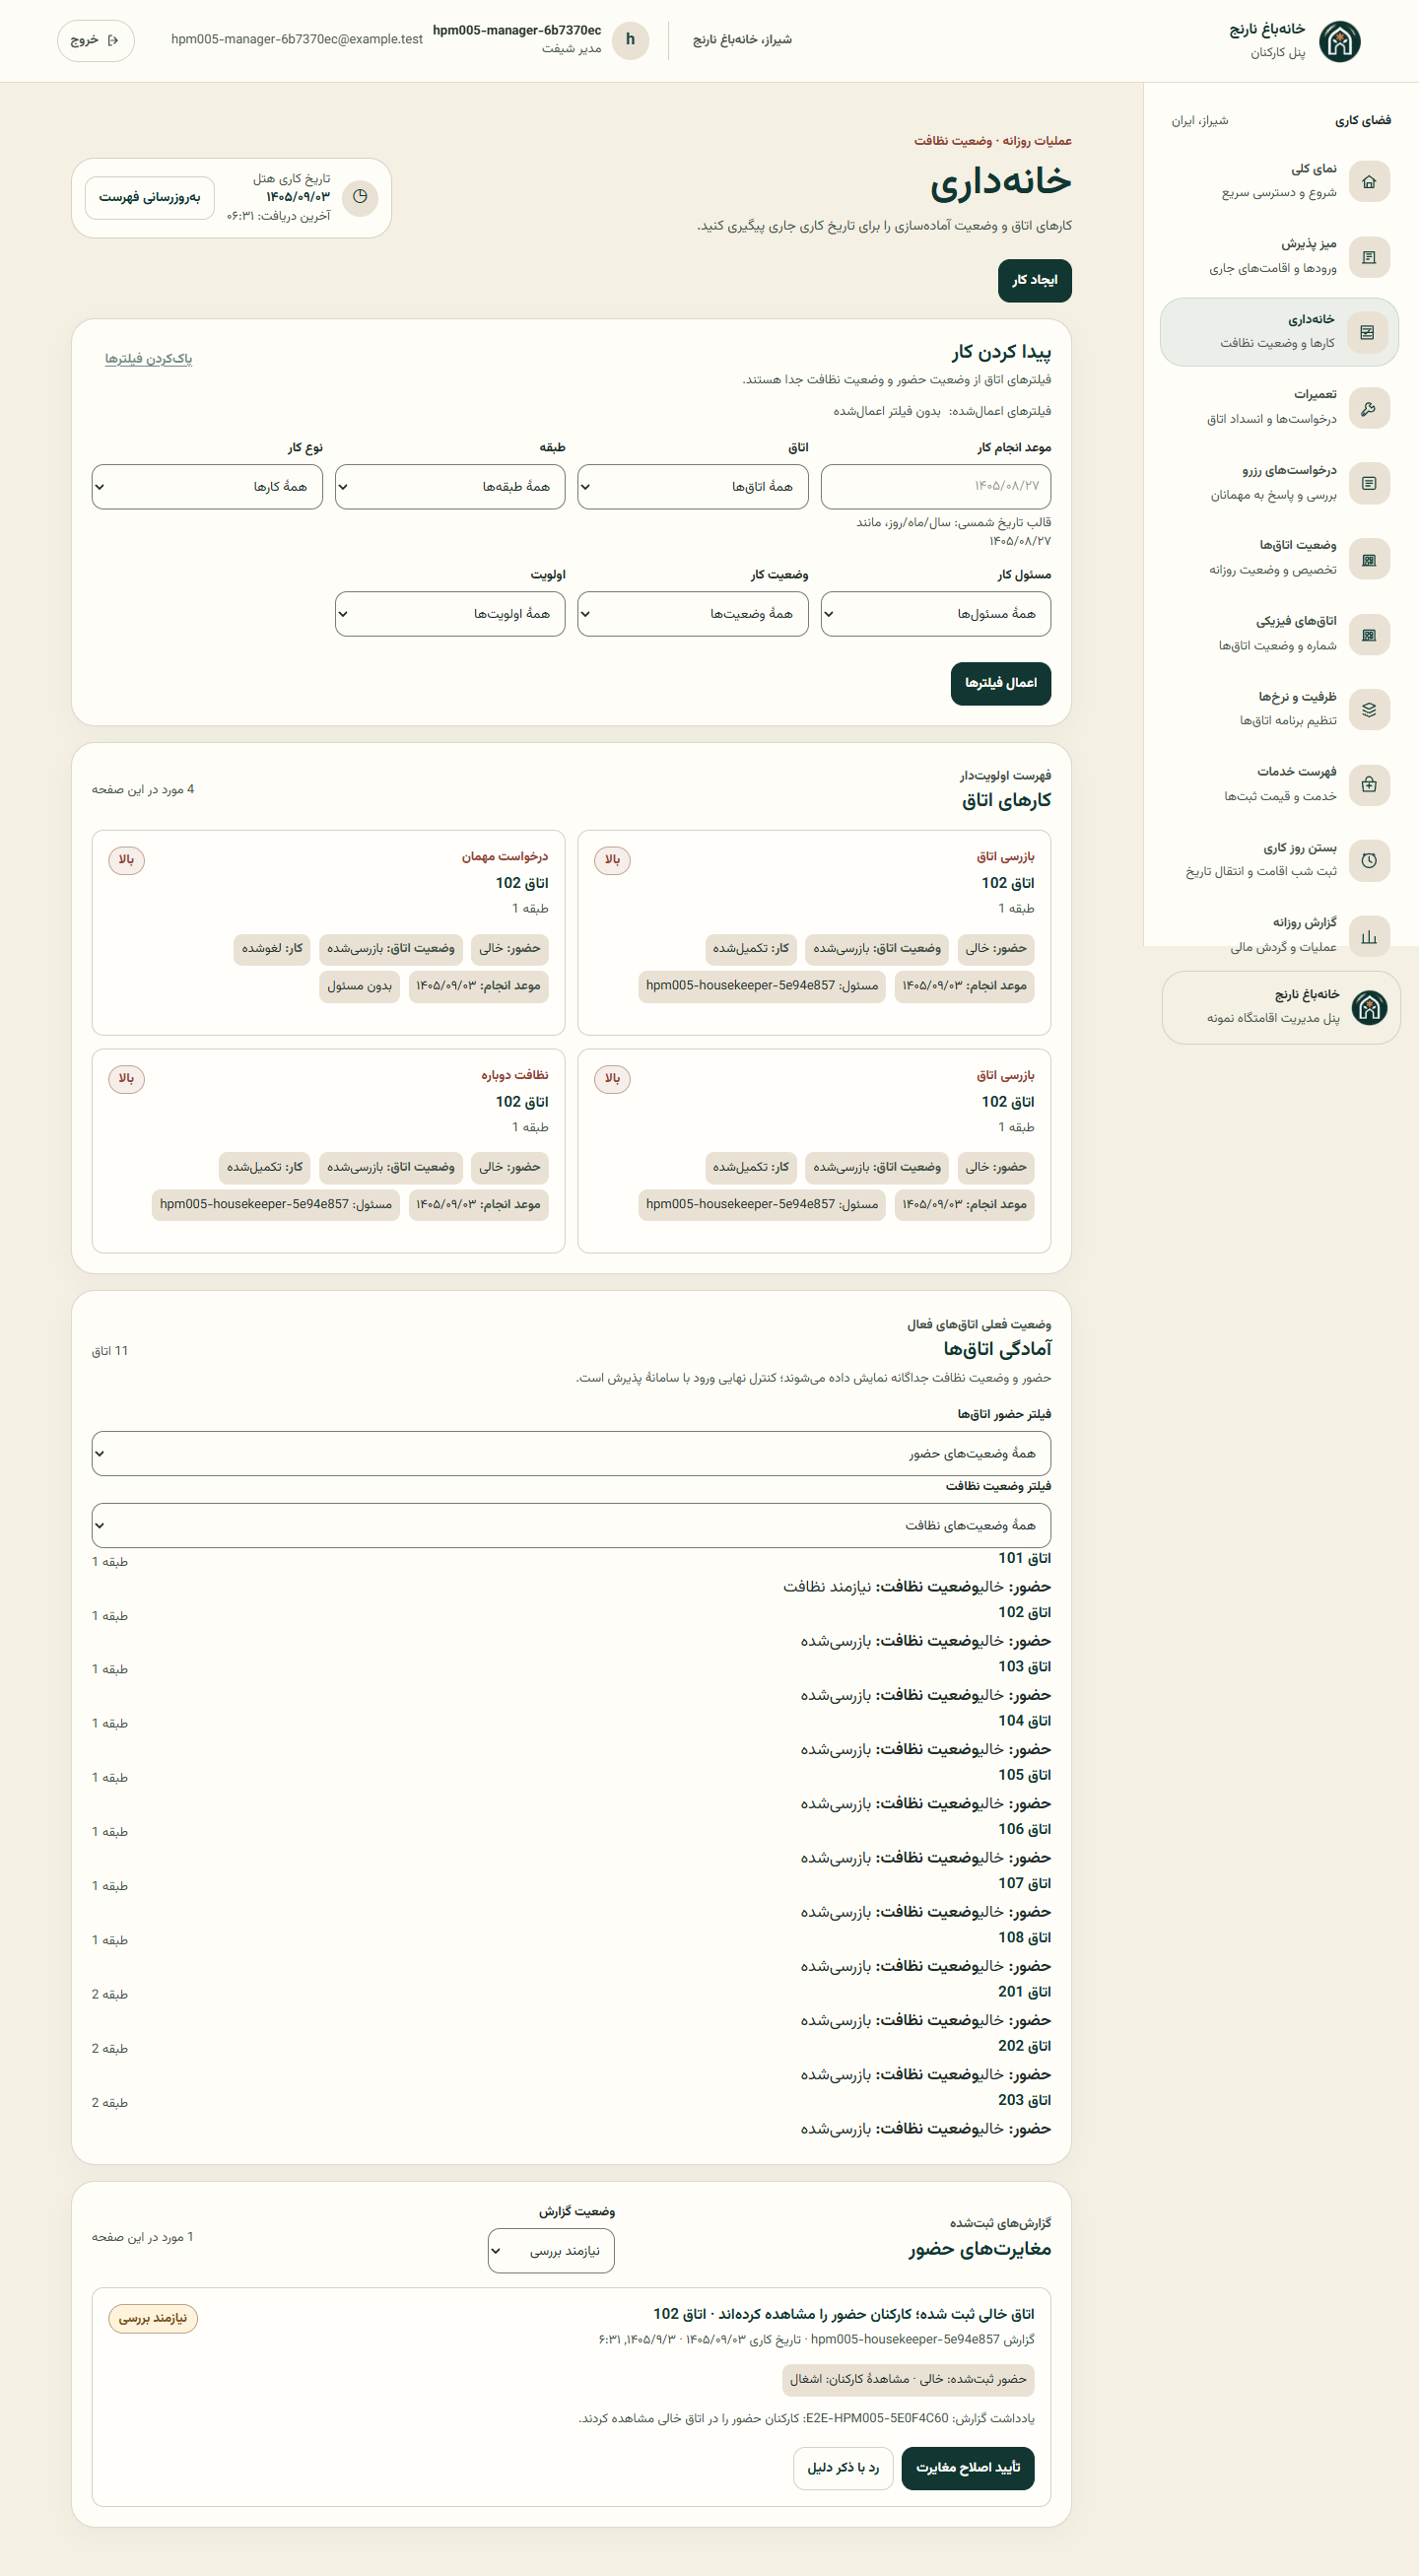 خانه‌باغ نارنج
پنل کارکنان
شیراز، خانه‌باغ نارنج
h
hpm005-manager-6b7370ec
مدیر شیفت
hpm005-manager-6b7370ec@example.test
خروج
فضای کاری
شیراز، ایران
نمای کلی
شروع و دسترسی سریع
میز پذیرش
ورودها و اقامت‌های جاری
خانه‌داری
کارها و وضعیت نظافت
تعمیرات
درخواست‌ها و انسداد اتاق
درخواست‌های رزرو
بررسی و پاسخ به مهمانان
وضعیت اتاق‌ها
تخصیص و وضعیت روزانه
اتاق‌های فیزیکی
شماره و وضعیت اتاق‌ها
ظرفیت و نرخ‌ها
تنظیم برنامه اتاق‌ها
فهرست خدمات
خدمت و قیمت ثبت‌ها
بستن روز کاری
ثبت شب اقامت و انتقال تاریخ
گزارش روزانه
عملیات و گردش مالی
خانه‌باغ نارنج
پنل مدیریت اقامتگاه نمونه
عملیات روزانه · وضعیت نظافت
خانه‌داری
کارهای اتاق و وضعیت آماده‌سازی را برای تاریخ کاری جاری پیگیری کنید.
تاریخ کاری هتل
۱۴۰۵/۰۹/۰۳
آخرین دریافت: ۰۶:۳۱
به‌روزرسانی فهرست
ایجاد کار
پیدا کردن کار
پاک‌کردن فیلترها
فیلترهای اتاق از وضعیت حضور و وضعیت نظافت جدا هستند.
فیلترهای اعمال‌شده: بدون فیلتر اعمال‌شده
موعد انجام کار
اتاق
طبقه
نوع کار
۱۴۰۵/۰۸/۲۷
همهٔ اتاق‌ها
همهٔ طبقه‌ها
همهٔ کارها
قالب تاریخ شمسی: سال/ماه/روز، مانند
۱۴۰۵/۰۸/۲۷
مسئول کار
وضعیت کار
اولویت
همهٔ مسئول‌ها
همهٔ وضعیت‌ها
همهٔ اولویت‌ها
اعمال فیلترها
فهرست اولویت‌دار
کارهای اتاق
4 مورد در این صفحه
بازرسی اتاق
بالا
اتاق 102
طبقه 1
حضور: خالی
وضعیت اتاق: بازرسی‌شده
کار: تکمیل‌شده
موعد انجام: ۱۴۰۵/۰۹/۰۳
مسئول: hpm005-housekeeper-5e94e857
درخواست مهمان
بالا
اتاق 102
طبقه 1
حضور: خالی
وضعیت اتاق: بازرسی‌شده
کار: لغوشده
موعد انجام: ۱۴۰۵/۰۹/۰۳
بدون مسئول
بازرسی اتاق
بالا
اتاق 102
طبقه 1
حضور: خالی
وضعیت اتاق: بازرسی‌شده
کار: تکمیل‌شده
موعد انجام: ۱۴۰۵/۰۹/۰۳
مسئول: hpm005-housekeeper-5e94e857
نظافت دوباره
بالا
اتاق 102
طبقه 1
حضور: خالی
وضعیت اتاق: بازرسی‌شده
کار: تکمیل‌شده
موعد انجام: ۱۴۰۵/۰۹/۰۳
مسئول: hpm005-housekeeper-5e94e857
وضعیت فعلی اتاق‌های فعال
آمادگی اتاق‌ها
11 اتاق
حضور و وضعیت نظافت جداگانه نمایش داده می‌شوند؛ کنترل نهایی ورود با سامانهٔ پذیرش است.
فیلتر حضور اتاق‌ها
همهٔ وضعیت‌های حضور
فیلتر وضعیت نظافت
همهٔ وضعیت‌های نظافت
اتاق 101
طبقه 1
حضور: خالیوضعیت نظافت: نیازمند نظافت
اتاق 102
طبقه 1
حضور: خالیوضعیت نظافت: بازرسی‌شده
اتاق 103
طبقه 1
حضور: خالیوضعیت نظافت: بازرسی‌شده
اتاق 104
طبقه 1
حضور: خالیوضعیت نظافت: بازرسی‌شده
اتاق 105
طبقه 1
حضور: خالیوضعیت نظافت: بازرسی‌شده
اتاق 106
طبقه 1
حضور: خالیوضعیت نظافت: بازرسی‌شده
اتاق 107
طبقه 1
حضور: خالیوضعیت نظافت: بازرسی‌شده
اتاق 108
طبقه 1
حضور: خالیوضعیت نظافت: بازرسی‌شده
اتاق 201
طبقه 2
حضور: خالیوضعیت نظافت: بازرسی‌شده
اتاق 202
طبقه 2
حضور: خالیوضعیت نظافت: بازرسی‌شده
اتاق 203
طبقه 2
حضور: خالیوضعیت نظافت: بازرسی‌شده
گزارش‌های ثبت‌شده
مغایرت‌های حضور
وضعیت گزارش
نیازمند بررسی
1 مورد در این صفحه
اتاق خالی ثبت شده؛ کارکنان حضور را مشاهده کرده‌اند · اتاق 102
نیازمند بررسی
گزارش hpm005-housekeeper-5e94e857 · تاریخ کاری ۱۴۰۵/۰۹/۰۳ · ۱۴۰۵/۹/۳, ۶:۳۱
حضور ثبت‌شده: خالی · مشاهدهٔ کارکنان: اشغال
یادداشت گزارش: E2E-HPM005-5E0F4C60: کارکنان حضور را در اتاق خالی مشاهده کردند.
تأیید اصلاح مغایرت
رد با ذکر دلیل